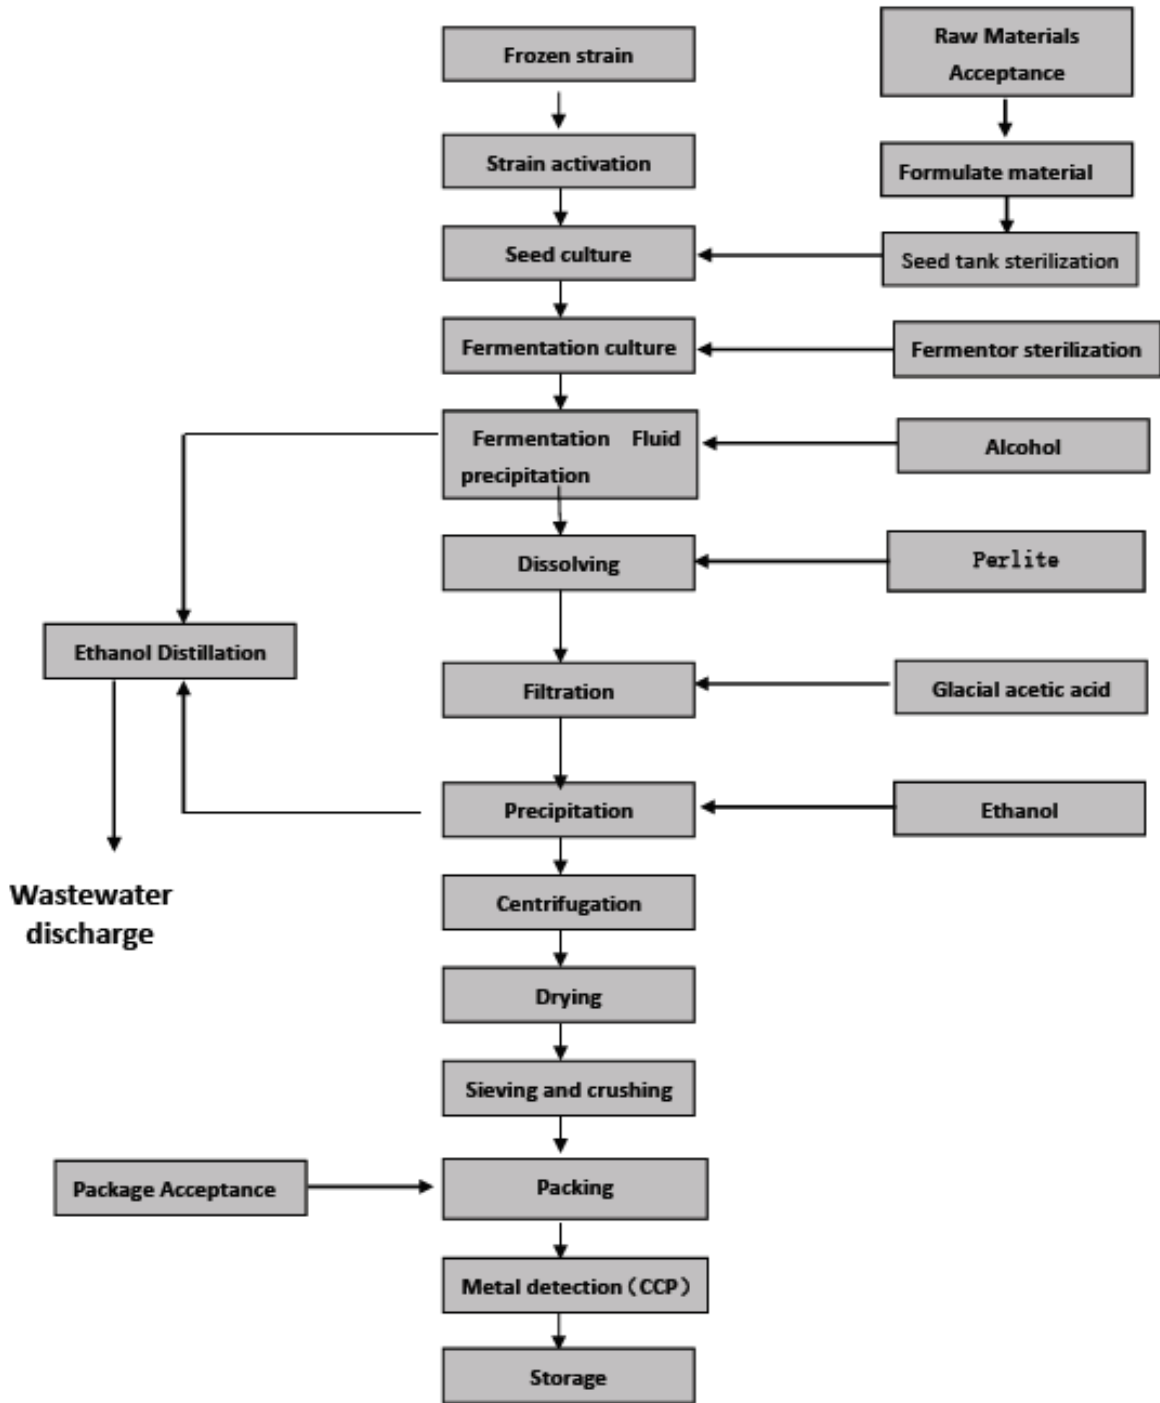 Frozen strain
Raw Materials
Acceptance
Strain activation
Formulate material
Seed culture
Seed tank sterilization
Fermentation culture
Fermentor sterilization
Fermentation Fluid
precipitation
Alcohol
Dissolving
Perlite
Ethanol Distillation
Filtration
Glacial acetic acid
Precipitation
Ethanol
Wastewater
discharge
Centrifugation
Drying
Sieving and crushing
Package Acceptance
Packing
Metal detection (CCP)
Storage